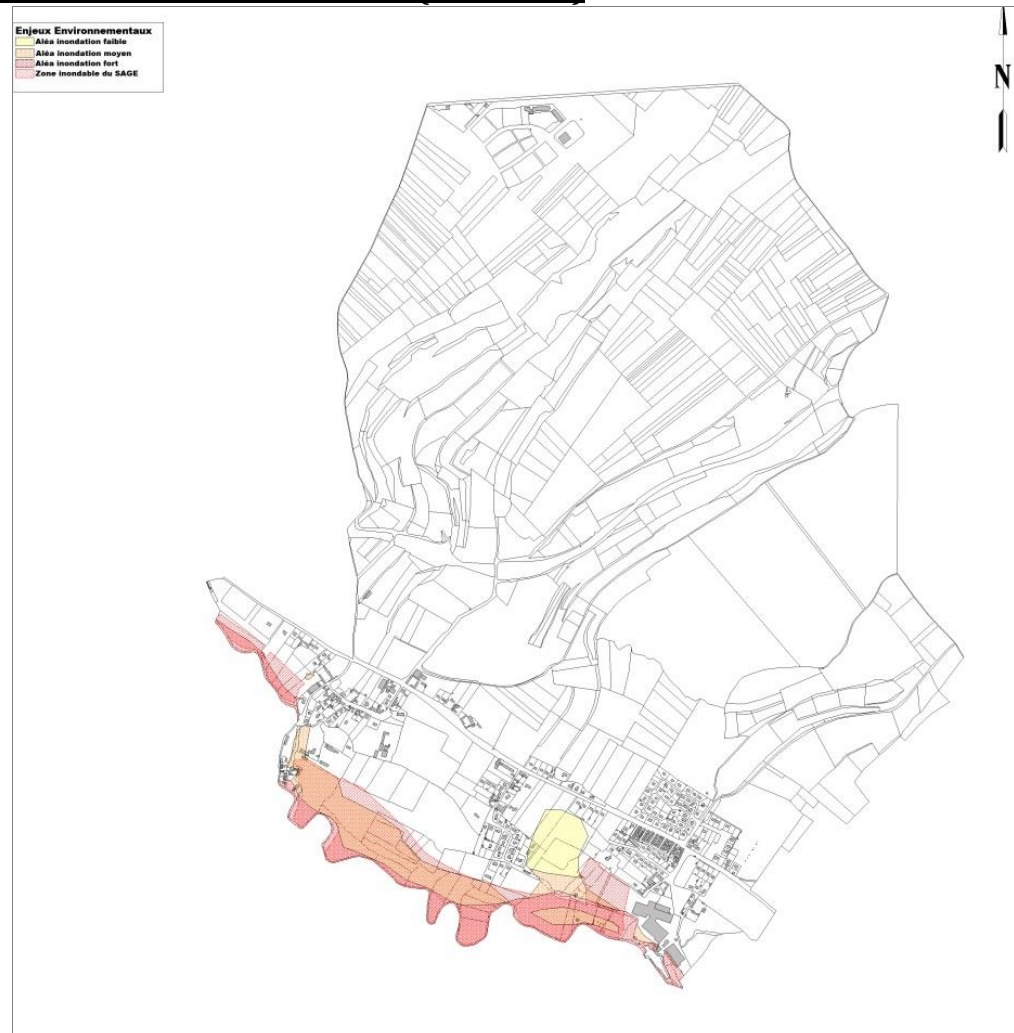 Enjeux Environnementaux
Aléa inondation faible
Aléa inondation moyen
Aléa inondation fort
Zone inondable du SAGE
N